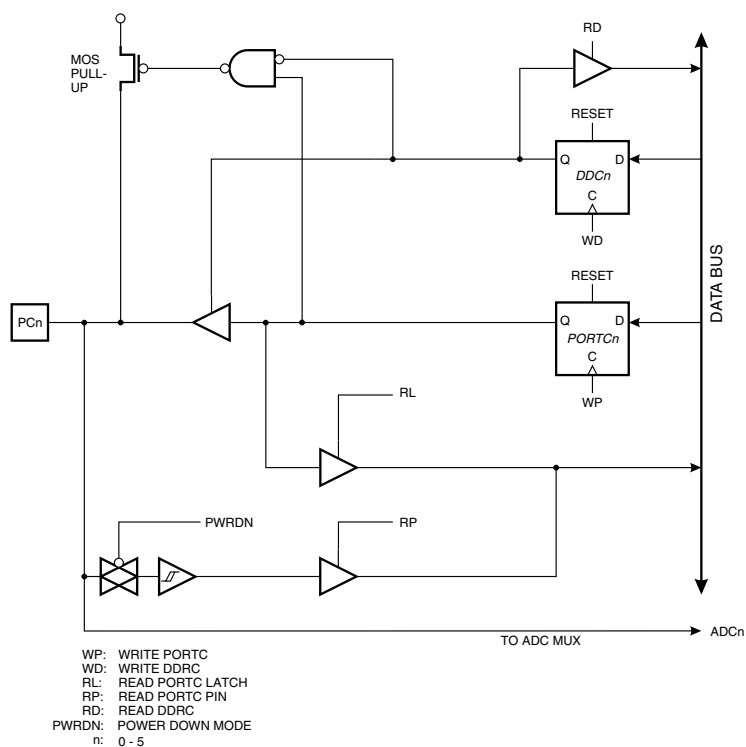 RD
MOS
PULL-
UP
RESET
Q D
DDCn
C
WD
DATA BUS
RESET
PCn
Q D
PORTCn
C
WP
RL
PWRDN
RP
TO ADC MUX
ADCn
WP: WRITE PORTC
WD: WRITE DDRC
RL: READ PORTC LATCH
RP: READ PORTC PIN
RD: READ DDRC
PWRDN: POWER DOWN MODE
n: 0 - 5